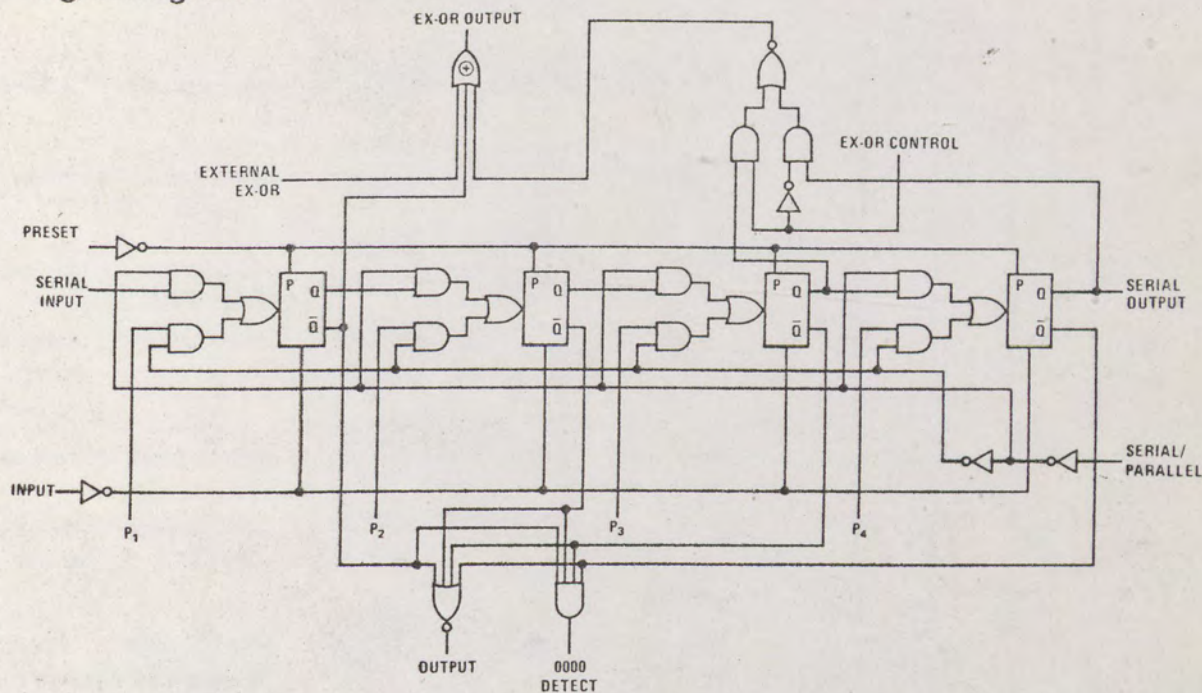 EX-OR OUTPUT
EXTERNAL
EX-OR
EX-OR CONTROL
PRESET
SERIAL
INPUT
P Q
Q̅
P Q
Q̅
P Q
Q̅
P Q
Q̅
SERIAL
OUTPUT
SERIAL/
PARALLEL
INPUT
P₁
P₂
P₃
P₄
OUTPUT
0000
DETECT